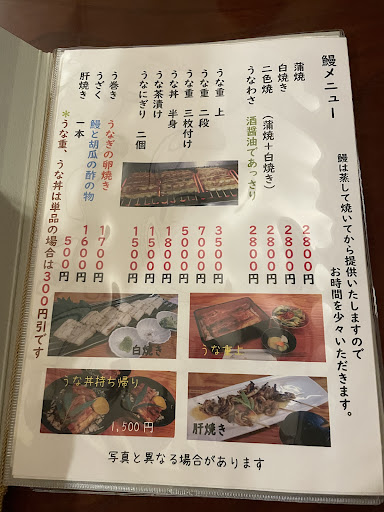 鰻メニュー
鰻は蒸して焼いてから提供いたしますので
お時間を少々いただきます。
蒲焼 2800円
白焼き 2800円
二色焼 (蒲焼+白焼き) 2800円
うなわさ 酒醤油であっさり 2800円
うな重 上 3500円
うな重 二段 5700円
うな重 三枚付け 5000円
うな丼 半身 1800円
うな茶漬け 1500円
うなにぎり 二個 1500円
う巻き うなぎの卵焼き 1700円
うざく 鰻と胡瓜の酢の物 1600円
肝焼き 一本 500円
*うな重、うな丼は単品の場合は300円引です
白焼き
うな重上
うな丼持ち帰り
1,500円
肝焼き
写真と異なる場合があります